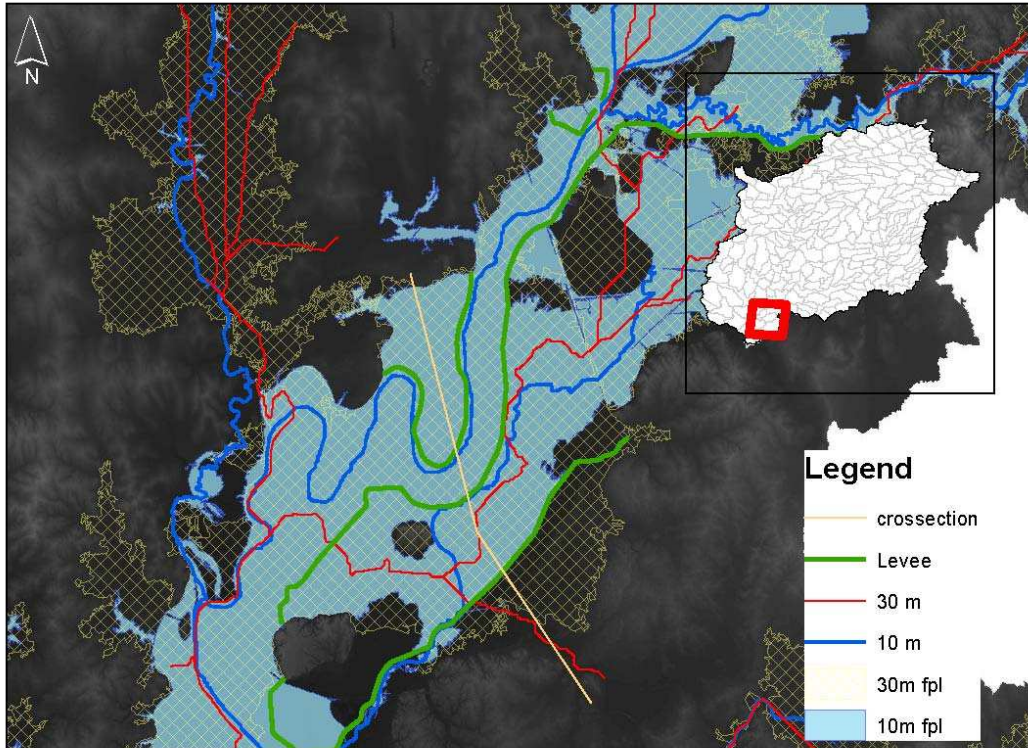 N
Legend
crossection
Levee
30 m
10 m
30m fpl
10m fpl